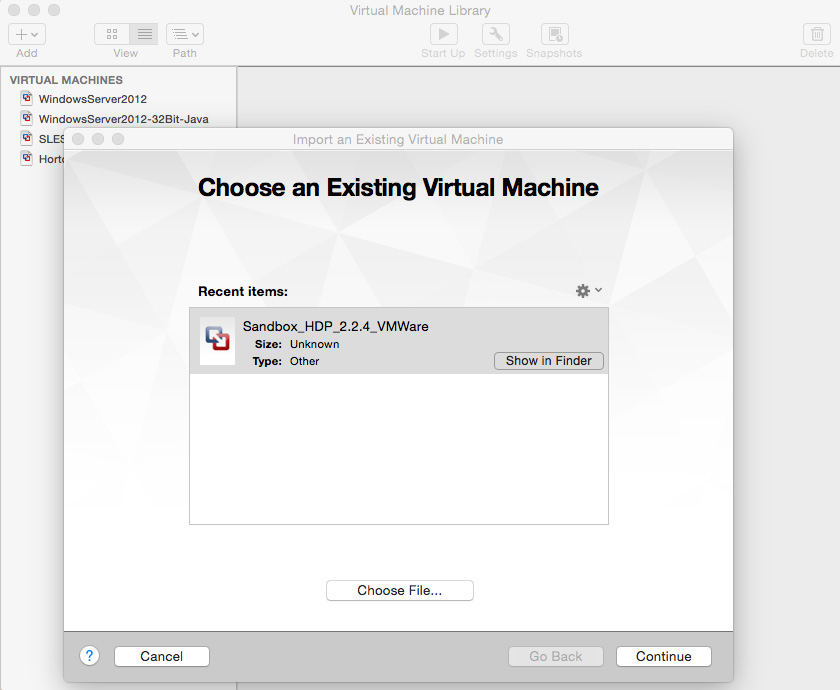 Virtual Machine Library
Add
View
Path
Start Up
Settings
Snapshots
Delete
VIRTUAL MACHINES
WindowsServer2012
WindowsServer2012-32Bit-Java
SLES
Horto
Import an Existing Virtual Machine
Choose an Existing Virtual Machine
Recent items:
Sandbox_HDP_2.2.4_VMWare
Size: Unknown
Type: Other
Show in Finder
Choose File...
?
Cancel
Go Back
Continue